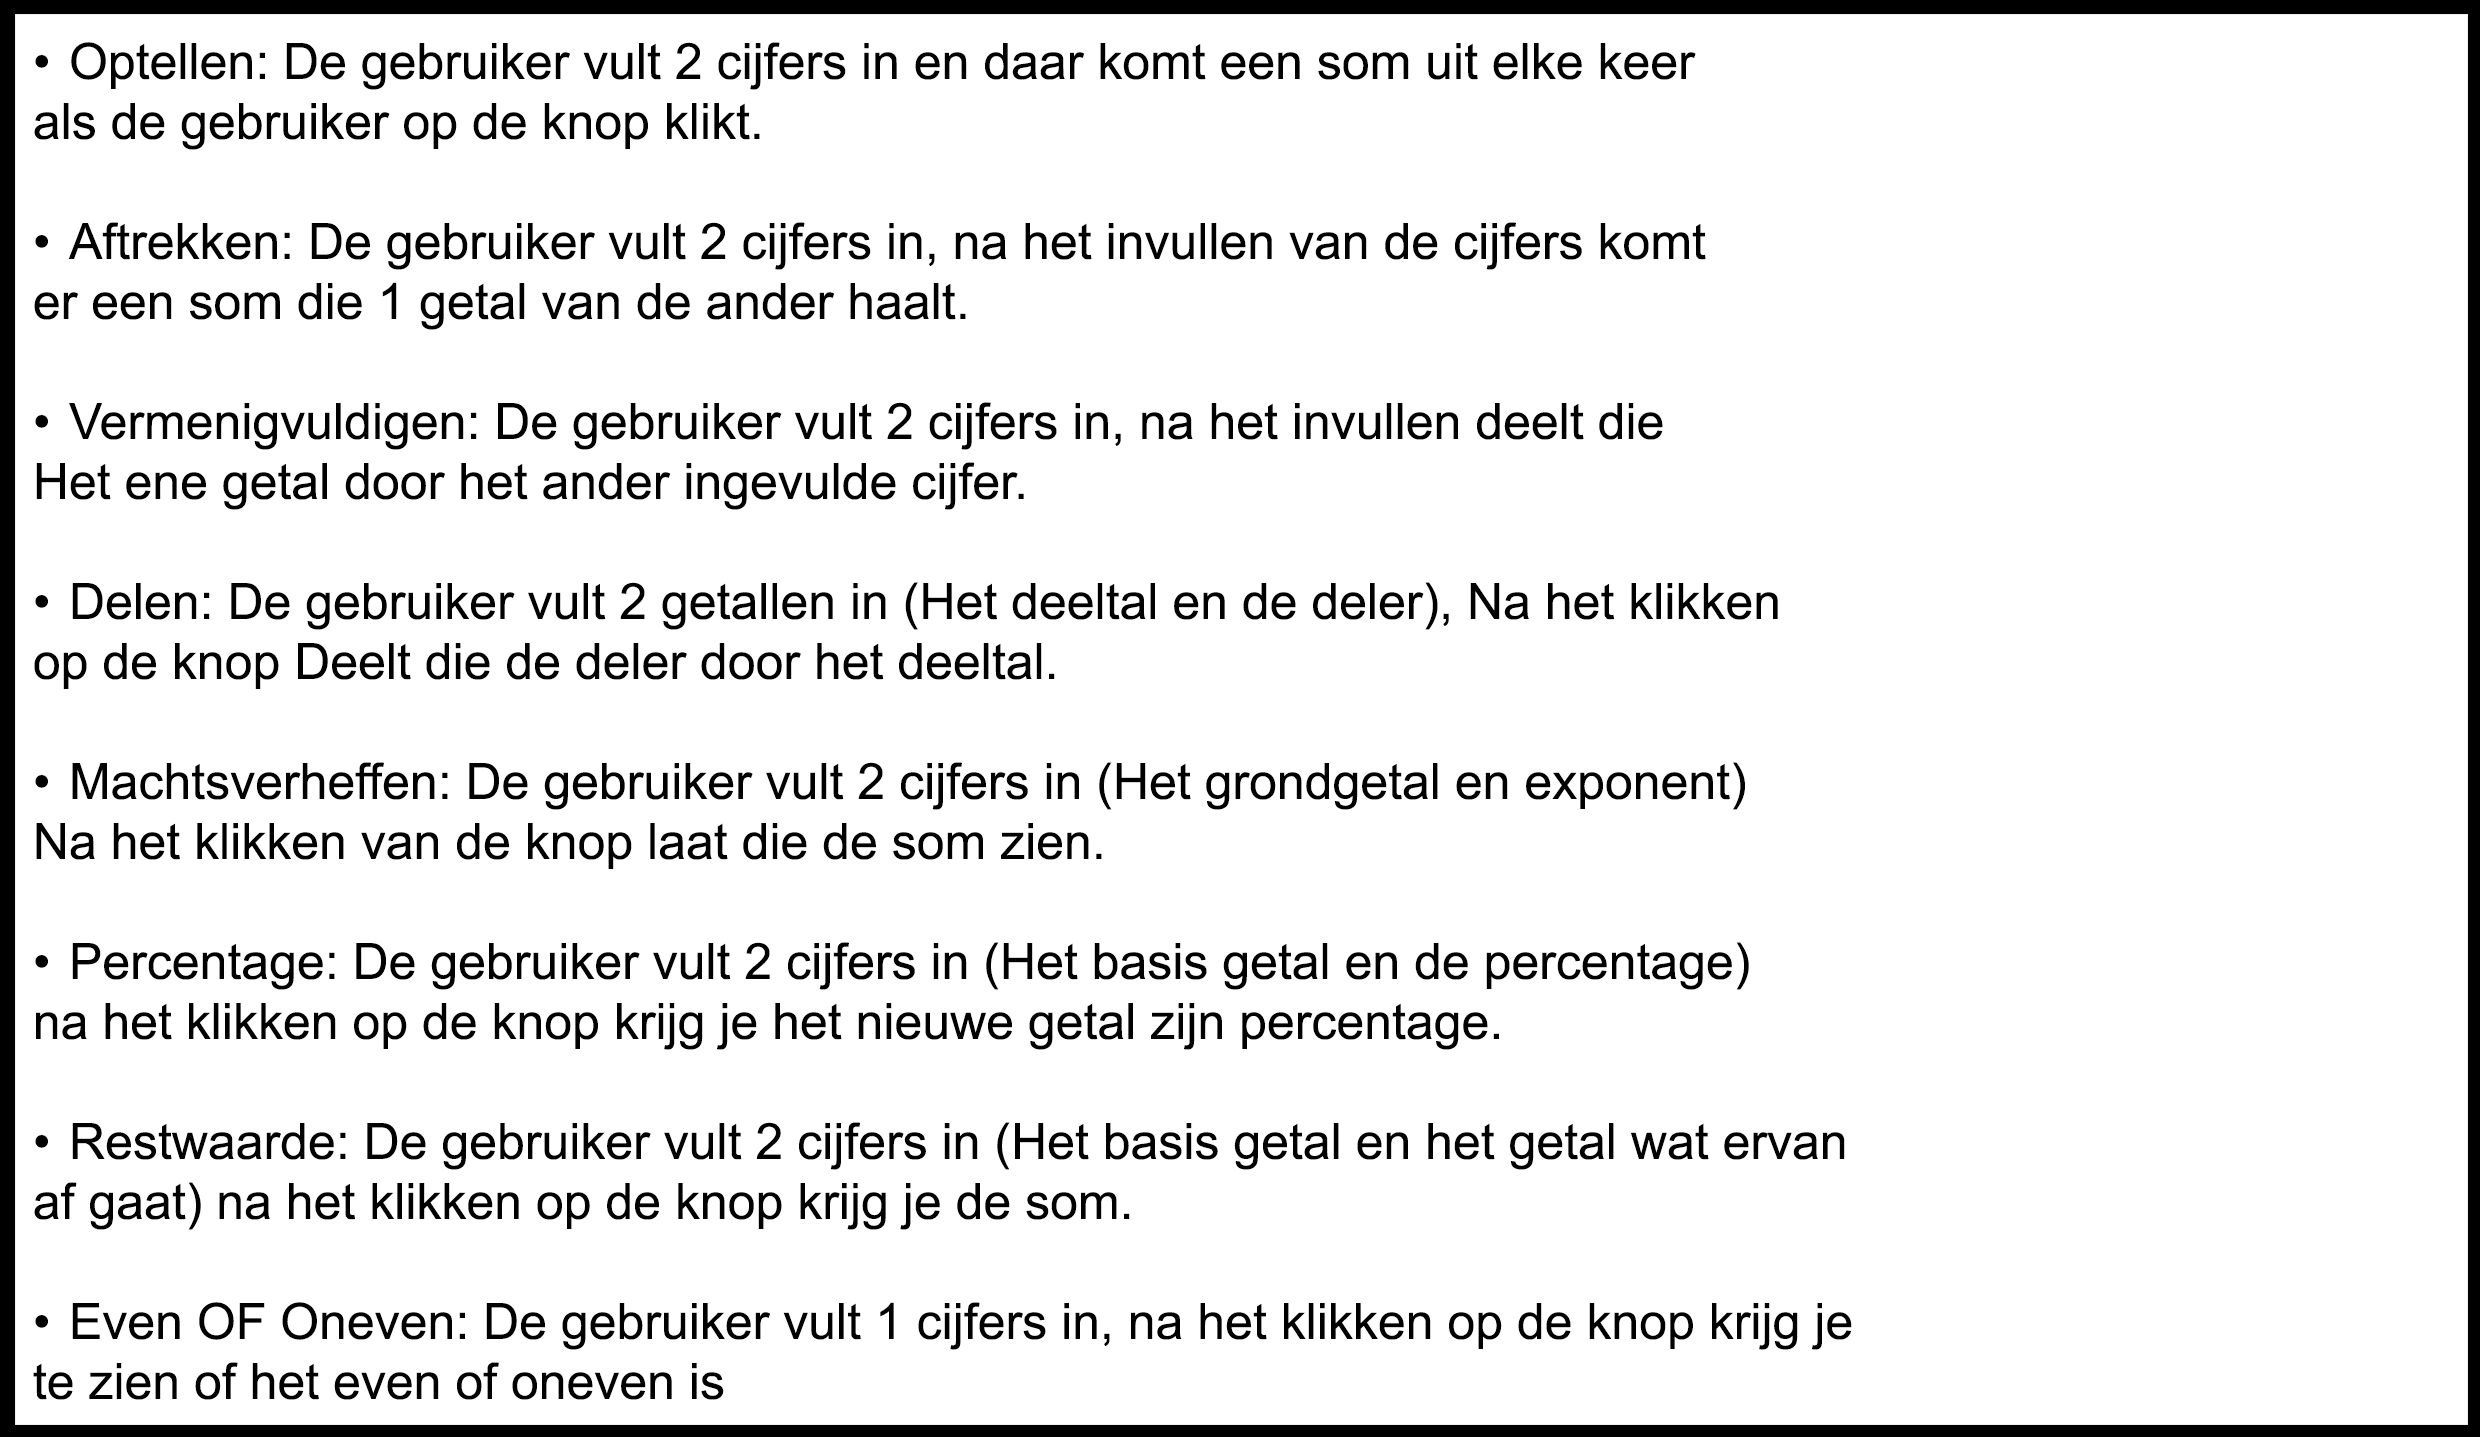 • Optellen: De gebruiker vult 2 cijfers in en daar komt een som uit elke keer
als de gebruiker op de knop klikt.
• Aftrekken: De gebruiker vult 2 cijfers in, na het invullen van de cijfers komt
er een som die 1 getal van de ander haalt.
• Vermenigvuldigen: De gebruiker vult 2 cijfers in, na het invullen deelt die
Het ene getal door het ander ingevulde cijfer.
• Delen: De gebruiker vult 2 getallen in (Het deeltal en de deler), Na het klikken
op de knop Deelt die de deler door het deeltal.
• Machtsverheffen: De gebruiker vult 2 cijfers in (Het grondgetal en exponent)
Na het klikken van de knop laat die de som zien.
• Percentage: De gebruiker vult 2 cijfers in (Het basis getal en de percentage)
na het klikken op de knop krijg je het nieuwe getal zijn percentage.
• Restwaarde: De gebruiker vult 2 cijfers in (Het basis getal en het getal wat ervan
af gaat) na het klikken op de knop krijg je de som.
• Even OF Oneven: De gebruiker vult 1 cijfers in, na het klikken op de knop krijg je
te zien of het even of oneven is